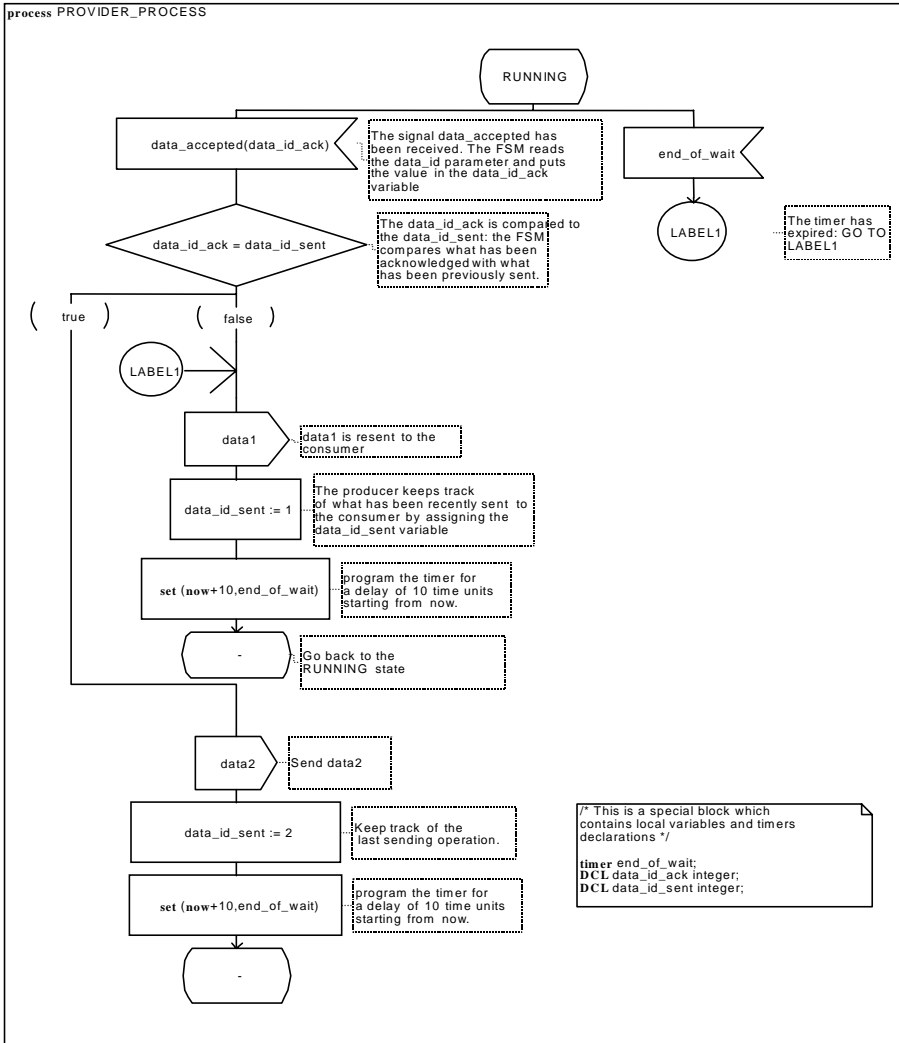 process PROVIDER_PROCESS
RUNNING
data_accepted(data_id_ack)
The signal data_accepted has
been received. The FSM reads
the data_id parameter and puts
the value in the data_id_ack
variable
end_of_wait
LABEL1
The timer has
expired: GO TO
LABEL1
data_id_ack = data_id_sent
The data_id_ack is compared to
the data_id_sent: the FSM
compares what has been
acknowledged with what
has been previously sent.
( true )
( false )
LABEL1
data1
data1 is resent to the
consumer
data_id_sent := 1
The producer keeps track
of what has been recently sent to
the consumer by assigning the
data_id_sent variable
set (now+10,end_of_wait)
program the timer for
a delay of 10 time units
starting from now.
-
Go back to the
RUNNING state
data2
Send data2
data_id_sent := 2
Keep track of the
last sending operation.
set (now+10,end_of_wait)
program the timer for
a delay of 10 time units
starting from now.
-
/* This is a special block which
contains local variables and timers
declarations */
timer end_of_wait;
DCL data_id_ack integer;
DCL data_id_sent integer;